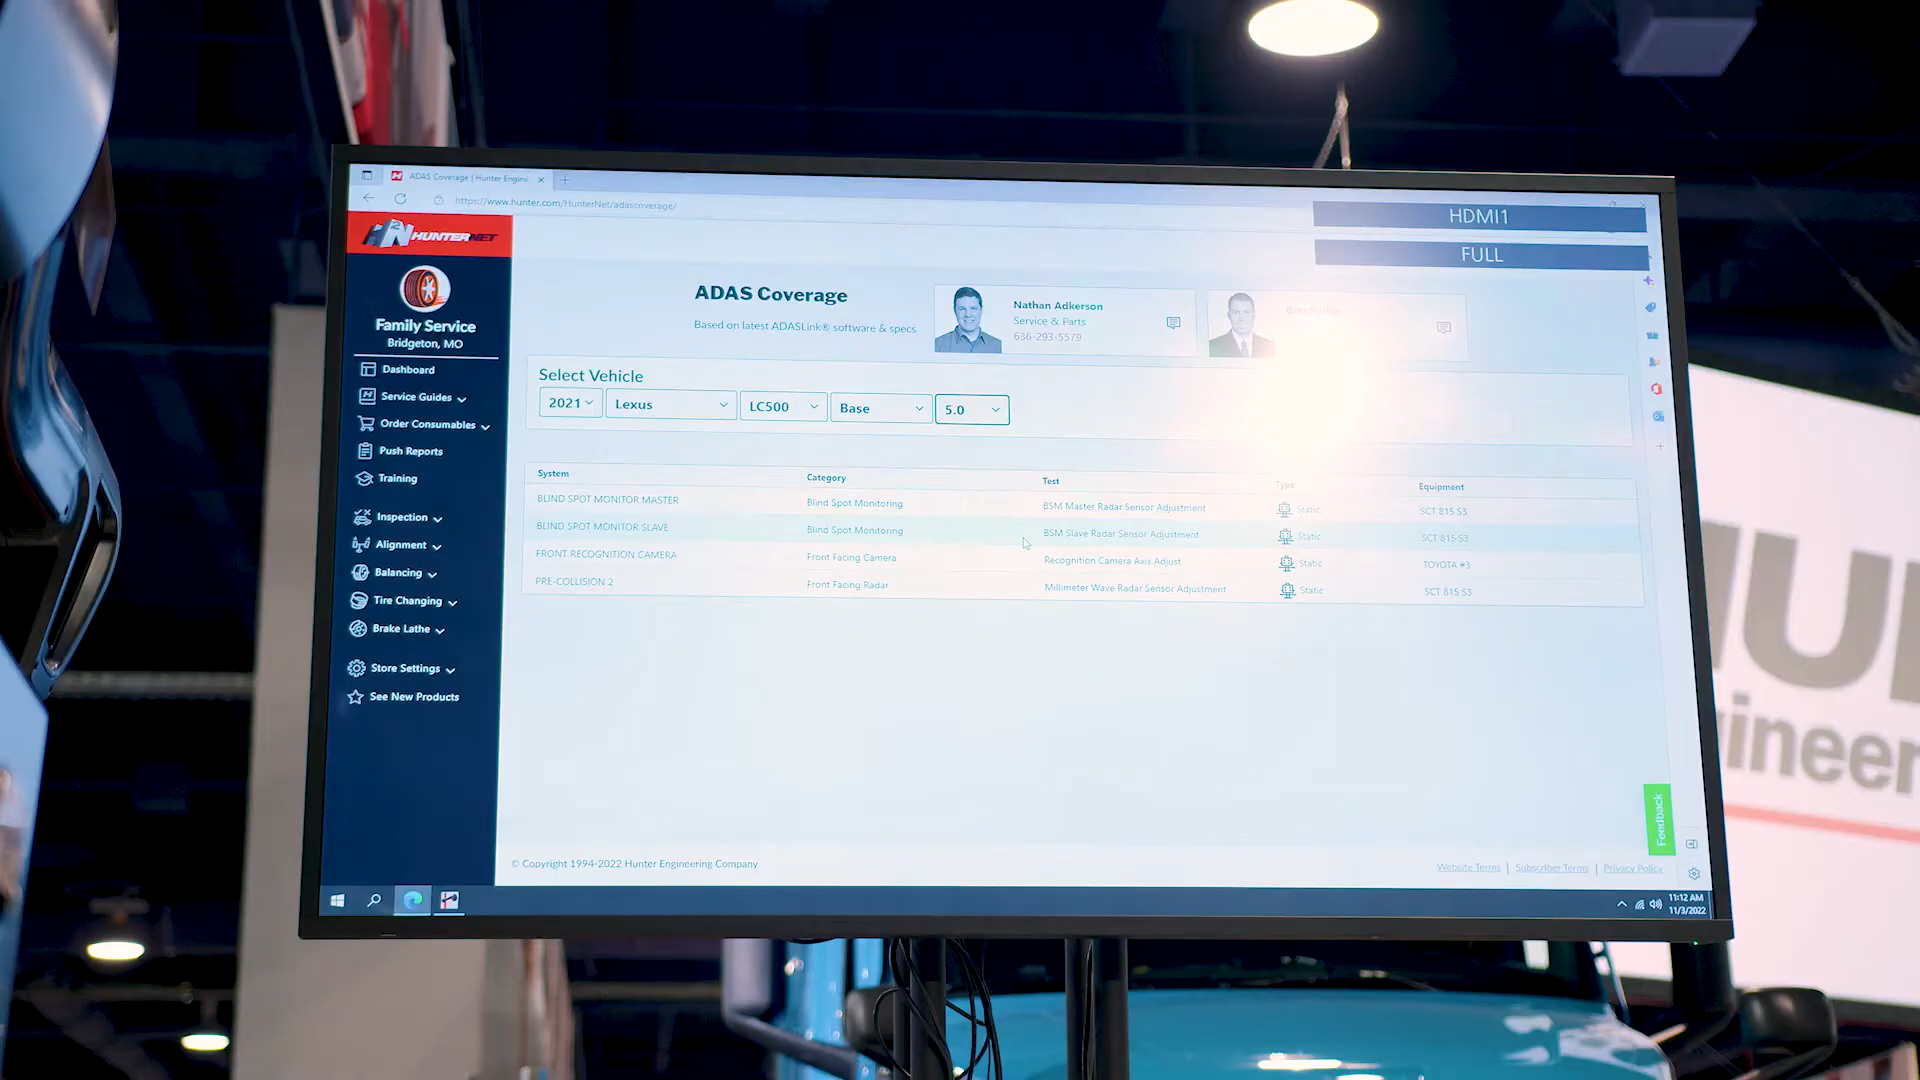 ADAS Coverage | Hunter Engine
https://www.hunter.com/HunterNet/adascoverage/
HDMI1
FULL
H2N HUNTERNET
Family Service
Bridgeton, MO
Dashboard
Service Guides
Order Consumables
Push Reports
Training
Inspection
Alignment
Balancing
Tire Changing
Brake Lathe
Store Settings
See New Products
ADAS Coverage
Based on latest ADASLink® software & specs
Nathan Adkerson
Service & Parts
636-293-5579
Select Vehicle
2021 Lexus LC500 Base 5.0
System Category Test Type Equipment
BLIND SPOT MONITOR MASTER Blind Spot Monitoring BSM Master Radar Sensor Adjustment Static SCT 815 S3
BLIND SPOT MONITOR SLAVE Blind Spot Monitoring BSM Slave Radar Sensor Adjustment Static SCT 815 S3
FRONT RECOGNITION CAMERA Front Facing Camera Recognition Camera Axis Adjust Static TOYOTA #3
PRE-COLLISION 2 Front Facing Radar Millimeter Wave Radar Sensor Adjustment Static SCT 815 S3
Feedback
© Copyright 1994-2022 Hunter Engineering Company
Website Terms | Subscriber Terms | Privacy Policy
11:12 AM
11/3/2022
UN
gineer